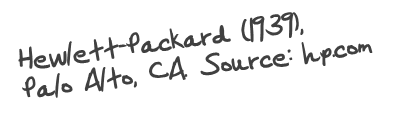 Hewlett-Packard (1939),
Palo Alto, CA. Source: hp.com